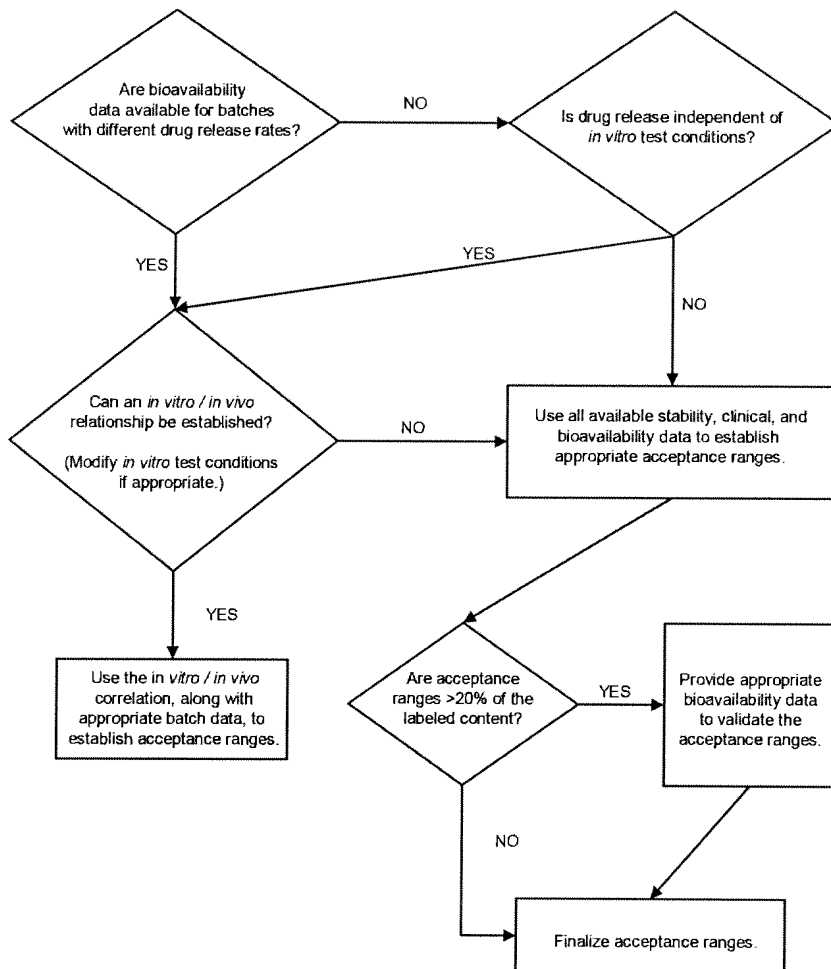 Are bioavailability
data available for batches
with different drug release rates?
NO
Is drug release independent of
in vitro test conditions?
YES
YES
NO
Can an in vitro / in vivo
relationship be established?
(Modify in vitro test conditions
if appropriate.)
NO
Use all available stability, clinical, and
bioavailability data to establish
appropriate acceptance ranges.
YES
Use the in vitro / in vivo
correlation, along with
appropriate batch data, to
establish acceptance ranges.
Are acceptance
ranges >20% of the
labeled content?
YES
Provide appropriate
bioavailability data
to validate the
acceptance ranges.
NO
Finalize acceptance ranges.